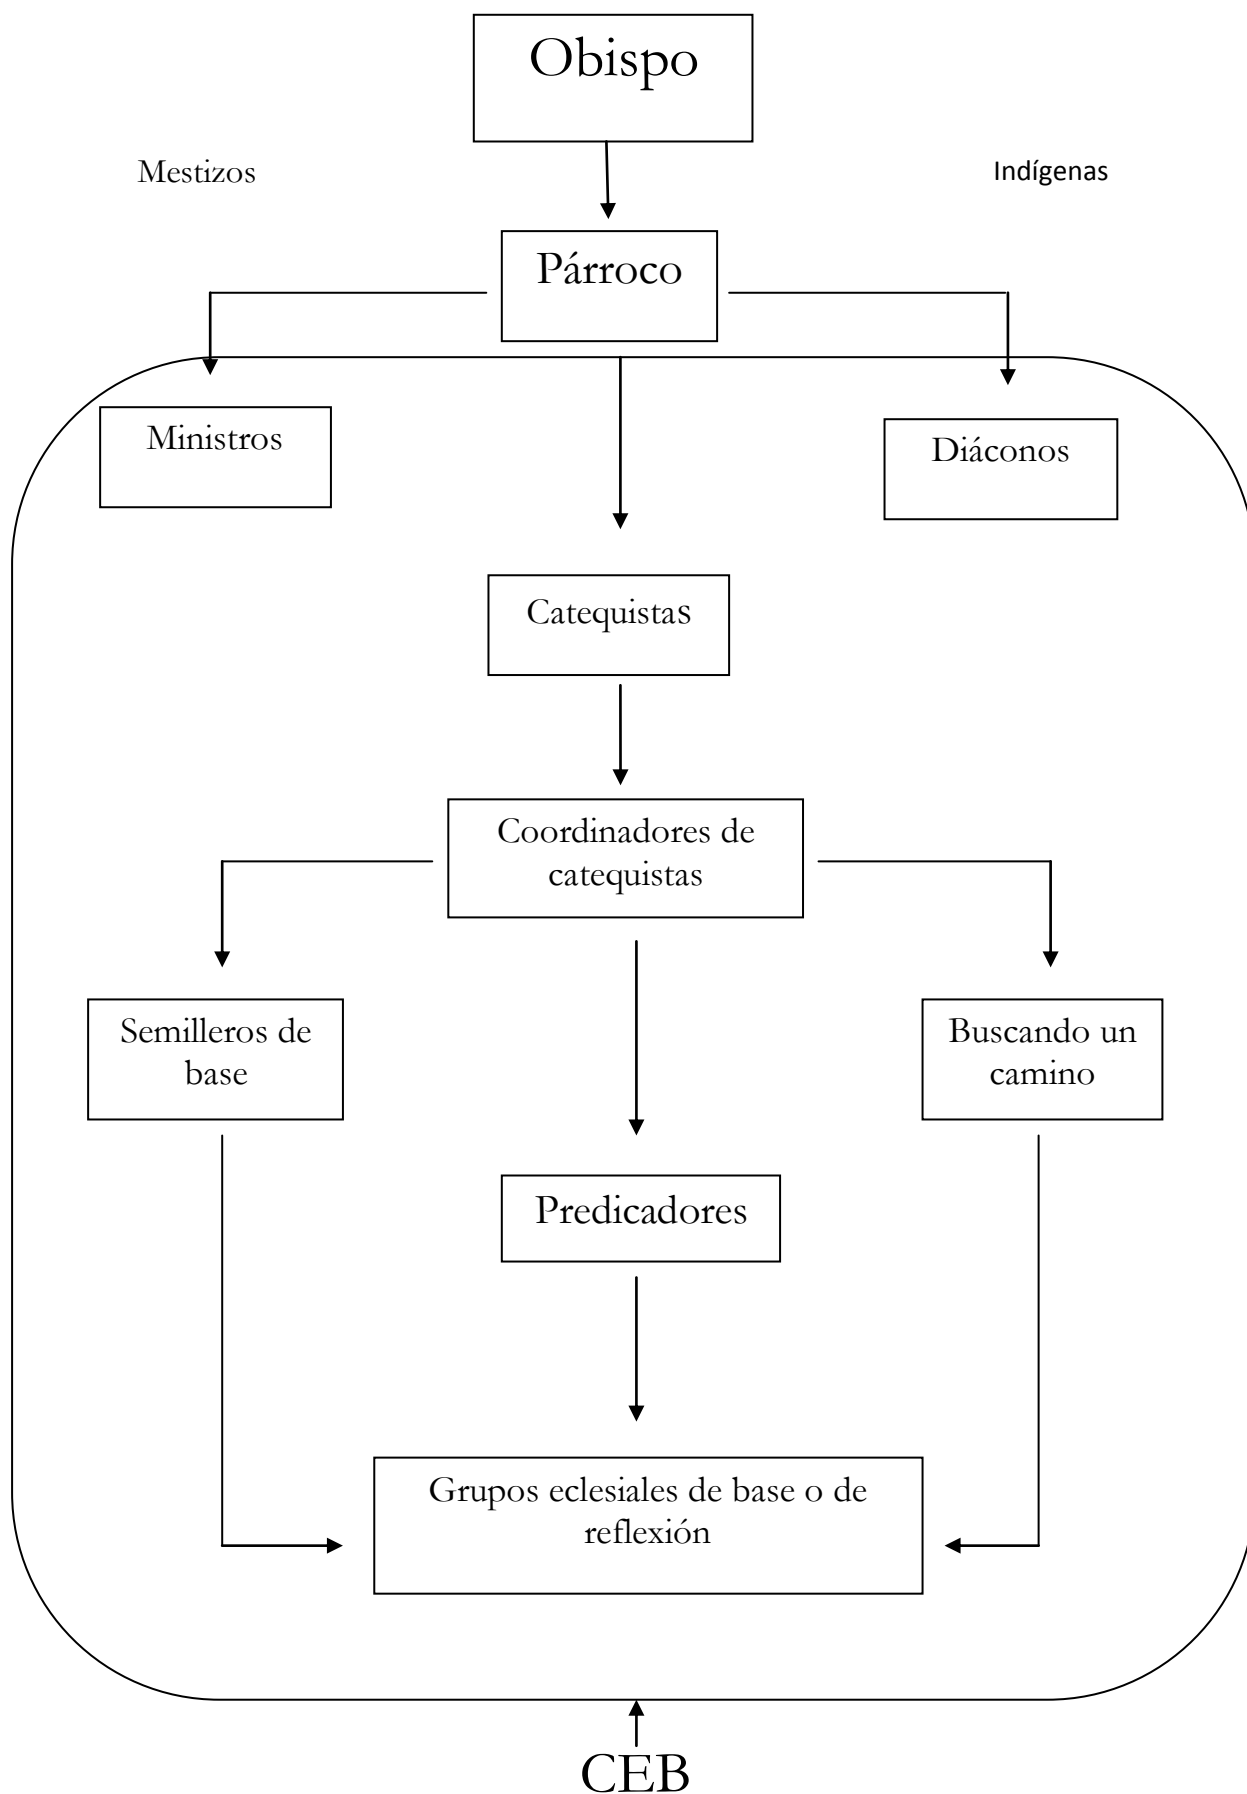 Obispo
Mestizos
Indígenas
Párroco
Ministros
Diáconos
Catequistas
Coordinadores de
catequistas
Semilleros de
base
Buscando un
camino
Predicadores
Grupos eclesiales de base o de
reflexión
CEB